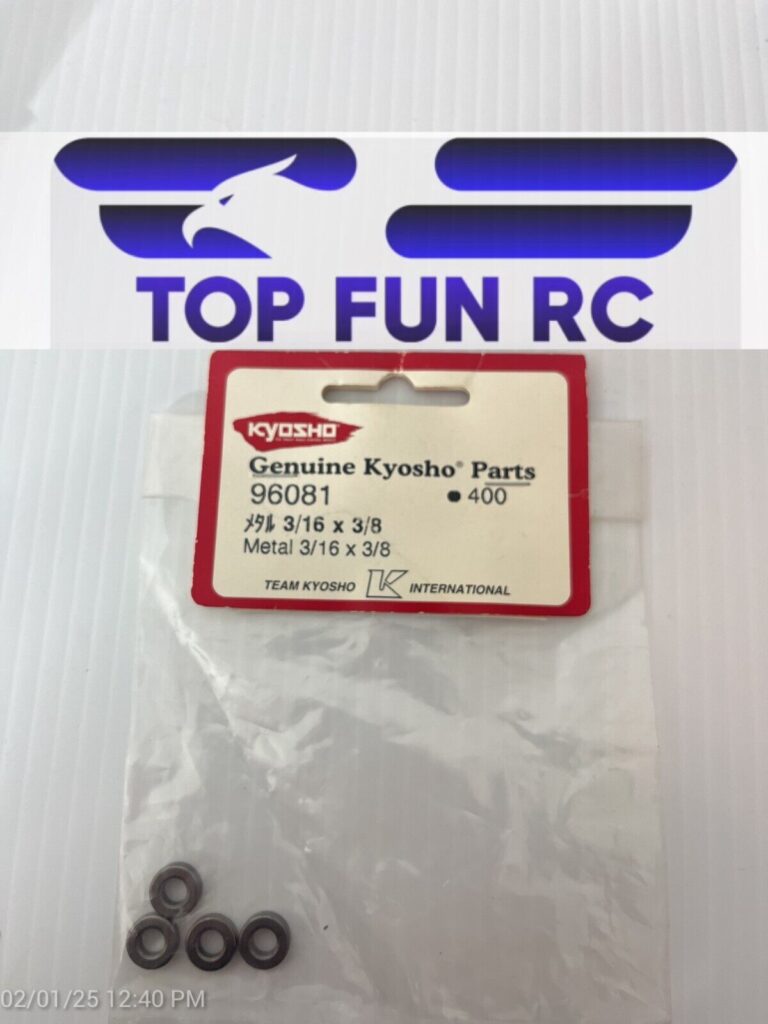 TOP FUN RC
KYOSHO
Genuine Kyosho® Parts
96081 ● 400
ﾒﾀﾙ 3/16 x 3/8
Metal 3/16 x 3/8
TEAM KYOSHO K INTERNATIONAL
02/01/25 12:40 PM